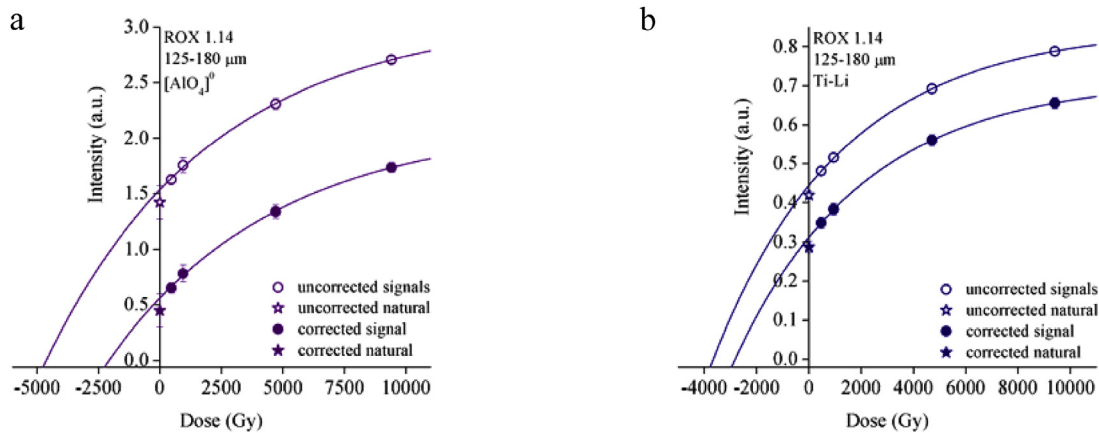 a
ROX 1.14
125-180 μm
[AlO₄]⁰
3.0
2.5
2.0
1.5
1.0
0.5
0.0
Intensity (a.u.)
uncorrected signals
uncorrected natural
corrected signal
corrected natural
-5000 -2500 0 2500 5000 7500 10000
Dose (Gy)
b
ROX 1.14
125-180 μm
Ti-Li
0.8
0.7
0.6
0.5
0.4
0.3
0.2
0.1
0.0
Intensity (a.u.)
uncorrected signals
uncorrected natural
corrected signal
corrected natural
-4000 -2000 0 2000 4000 6000 8000 10000
Dose (Gy)